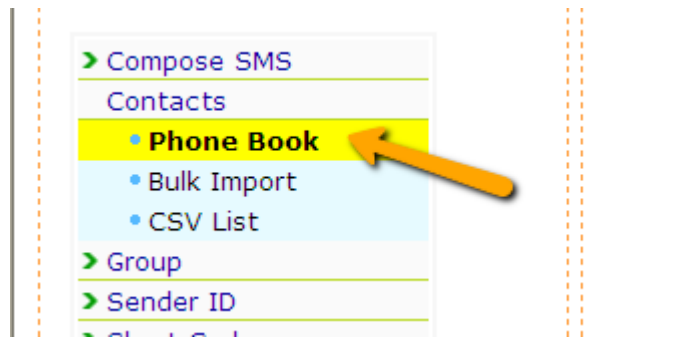 Compose SMS
Contacts
Phone Book
Bulk Import
CSV List
Group
Sender ID